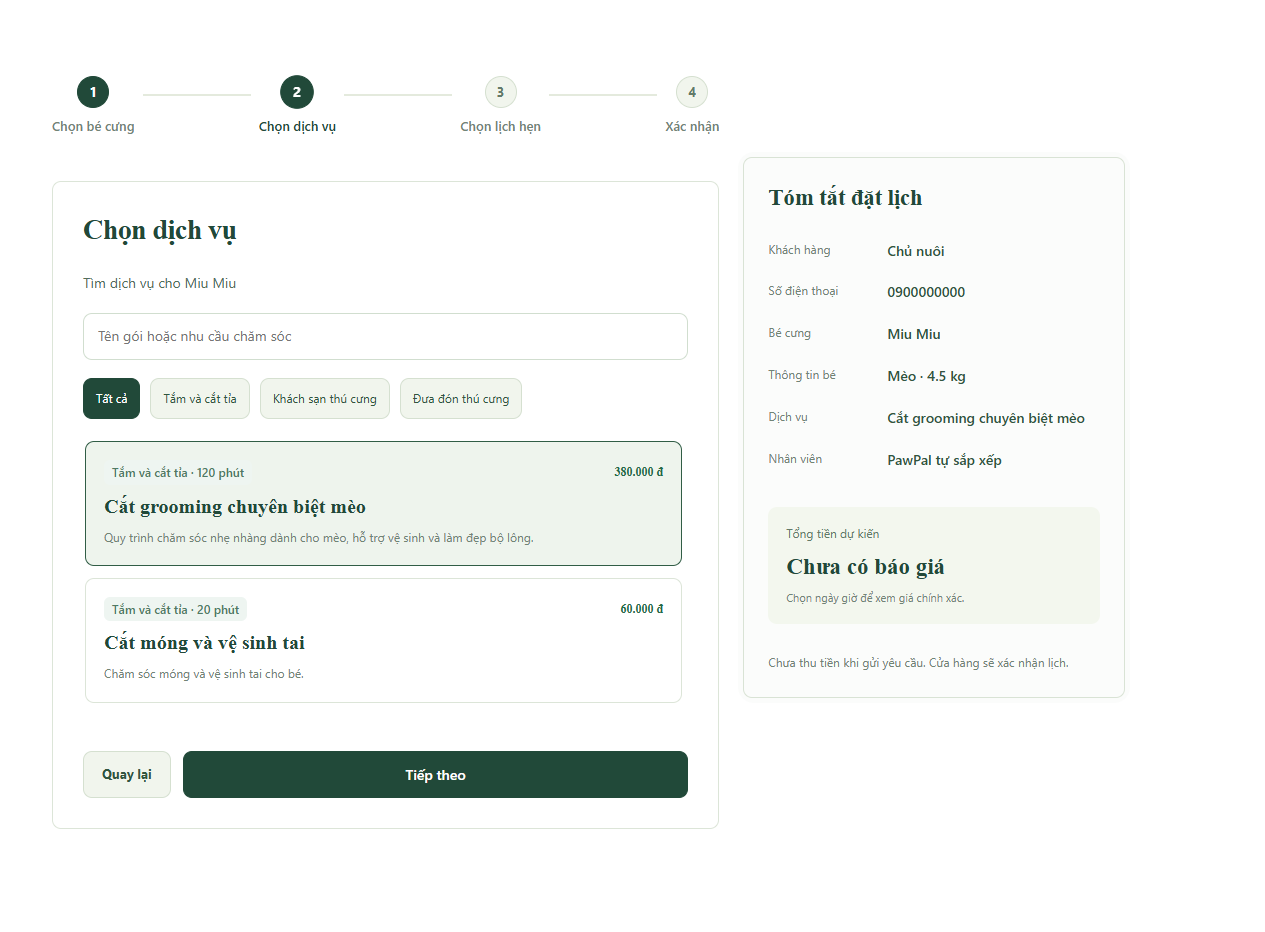 1
2
3
4
Chọn bé cưng
Chọn dịch vụ
Chọn lịch hẹn
Xác nhận
Chọn dịch vụ
Tìm dịch vụ cho Miu Miu
Tên gói hoặc nhu cầu chăm sóc
Tất cả
Tắm và cắt tỉa
Khách sạn thú cưng
Đưa đón thú cưng
Tắm và cắt tỉa · 120 phút
380.000 đ
Cắt grooming chuyên biệt mèo
Quy trình chăm sóc nhẹ nhàng dành cho mèo, hỗ trợ vệ sinh và làm đẹp bộ lông.
Tắm và cắt tỉa · 20 phút
60.000 đ
Cắt móng và vệ sinh tai
Chăm sóc móng và vệ sinh tai cho bé.
Quay lại
Tiếp theo
Tóm tắt đặt lịch
Khách hàng
Chủ nuôi
Số điện thoại
0900000000
Bé cưng
Miu Miu
Thông tin bé
Mèo · 4.5 kg
Dịch vụ
Cắt grooming chuyên biệt mèo
Nhân viên
PawPal tự sắp xếp
Tổng tiền dự kiến
Chưa có báo giá
Chọn ngày giờ để xem giá chính xác.
Chưa thu tiền khi gửi yêu cầu. Cửa hàng sẽ xác nhận lịch.